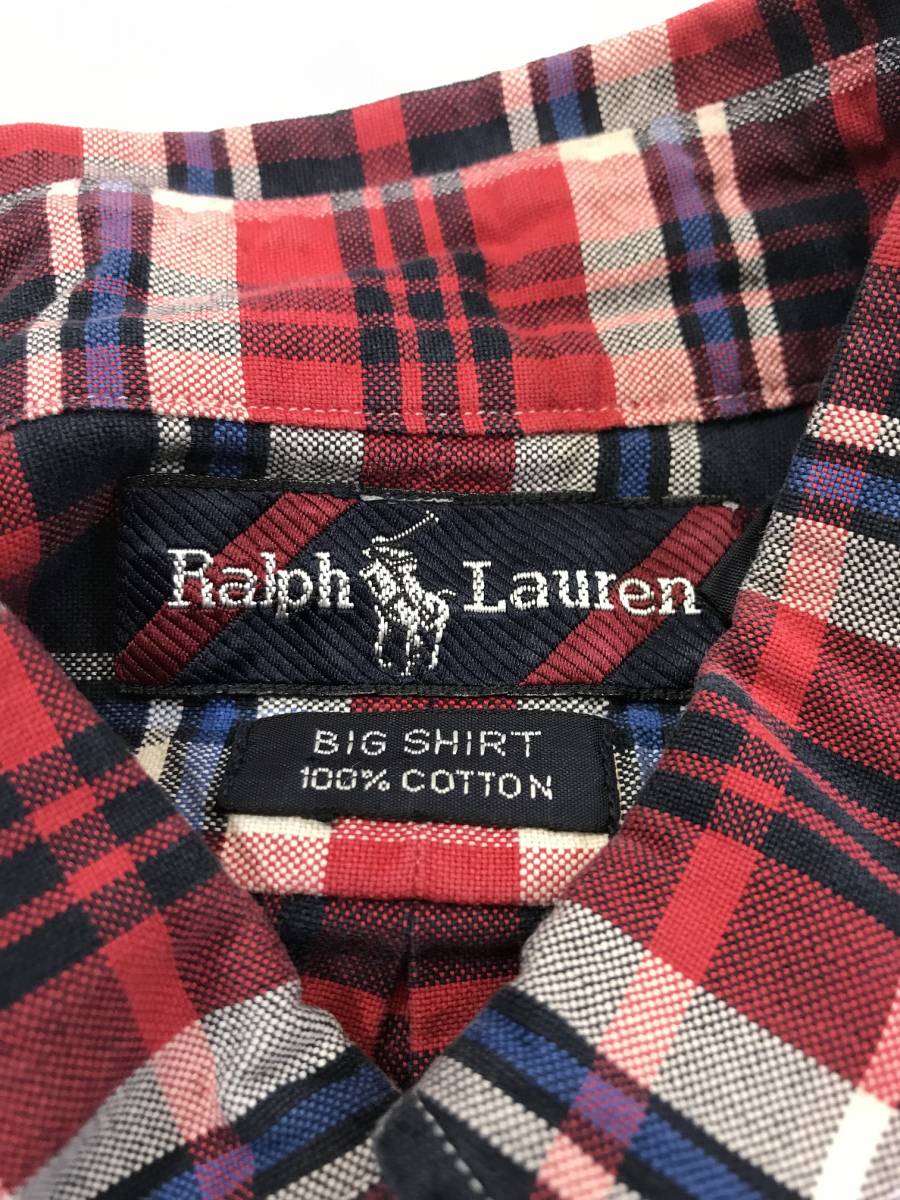 Ralph Lauren
BIG SHIRT
100% COTTON